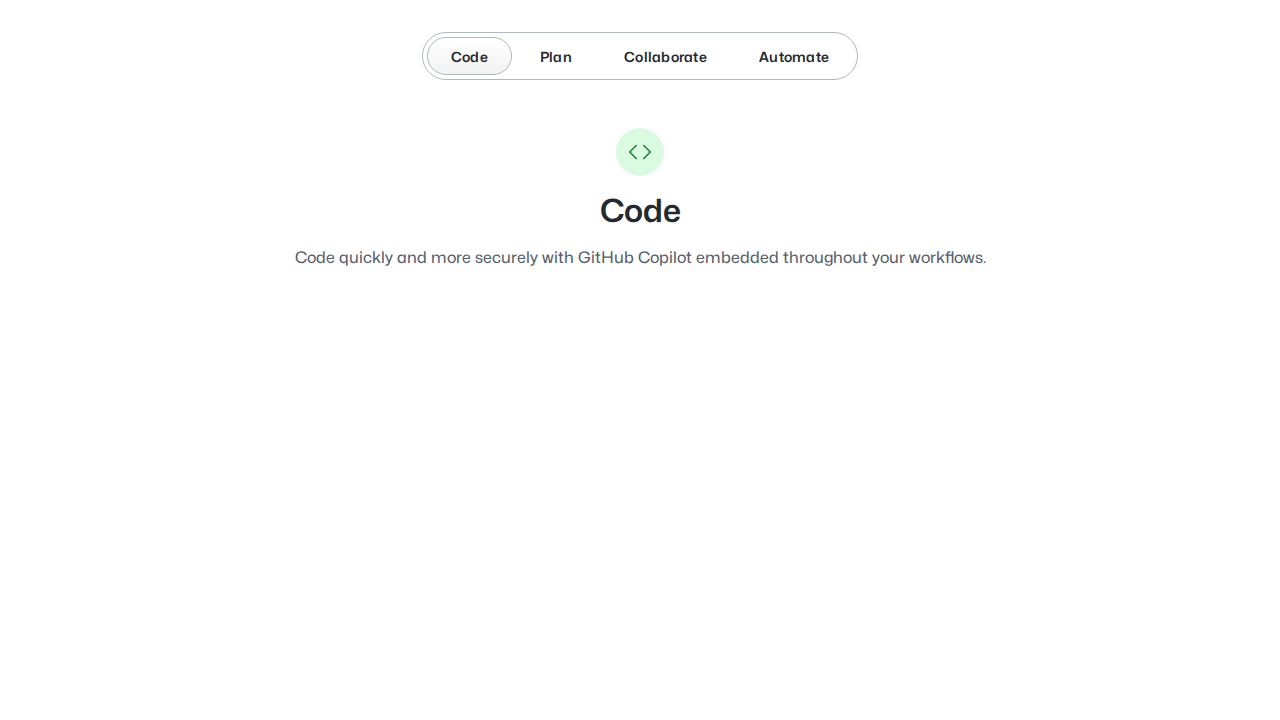 Code Plan Collaborate Automate
Code
Code quickly and more securely with GitHub Copilot embedded throughout your workflows.